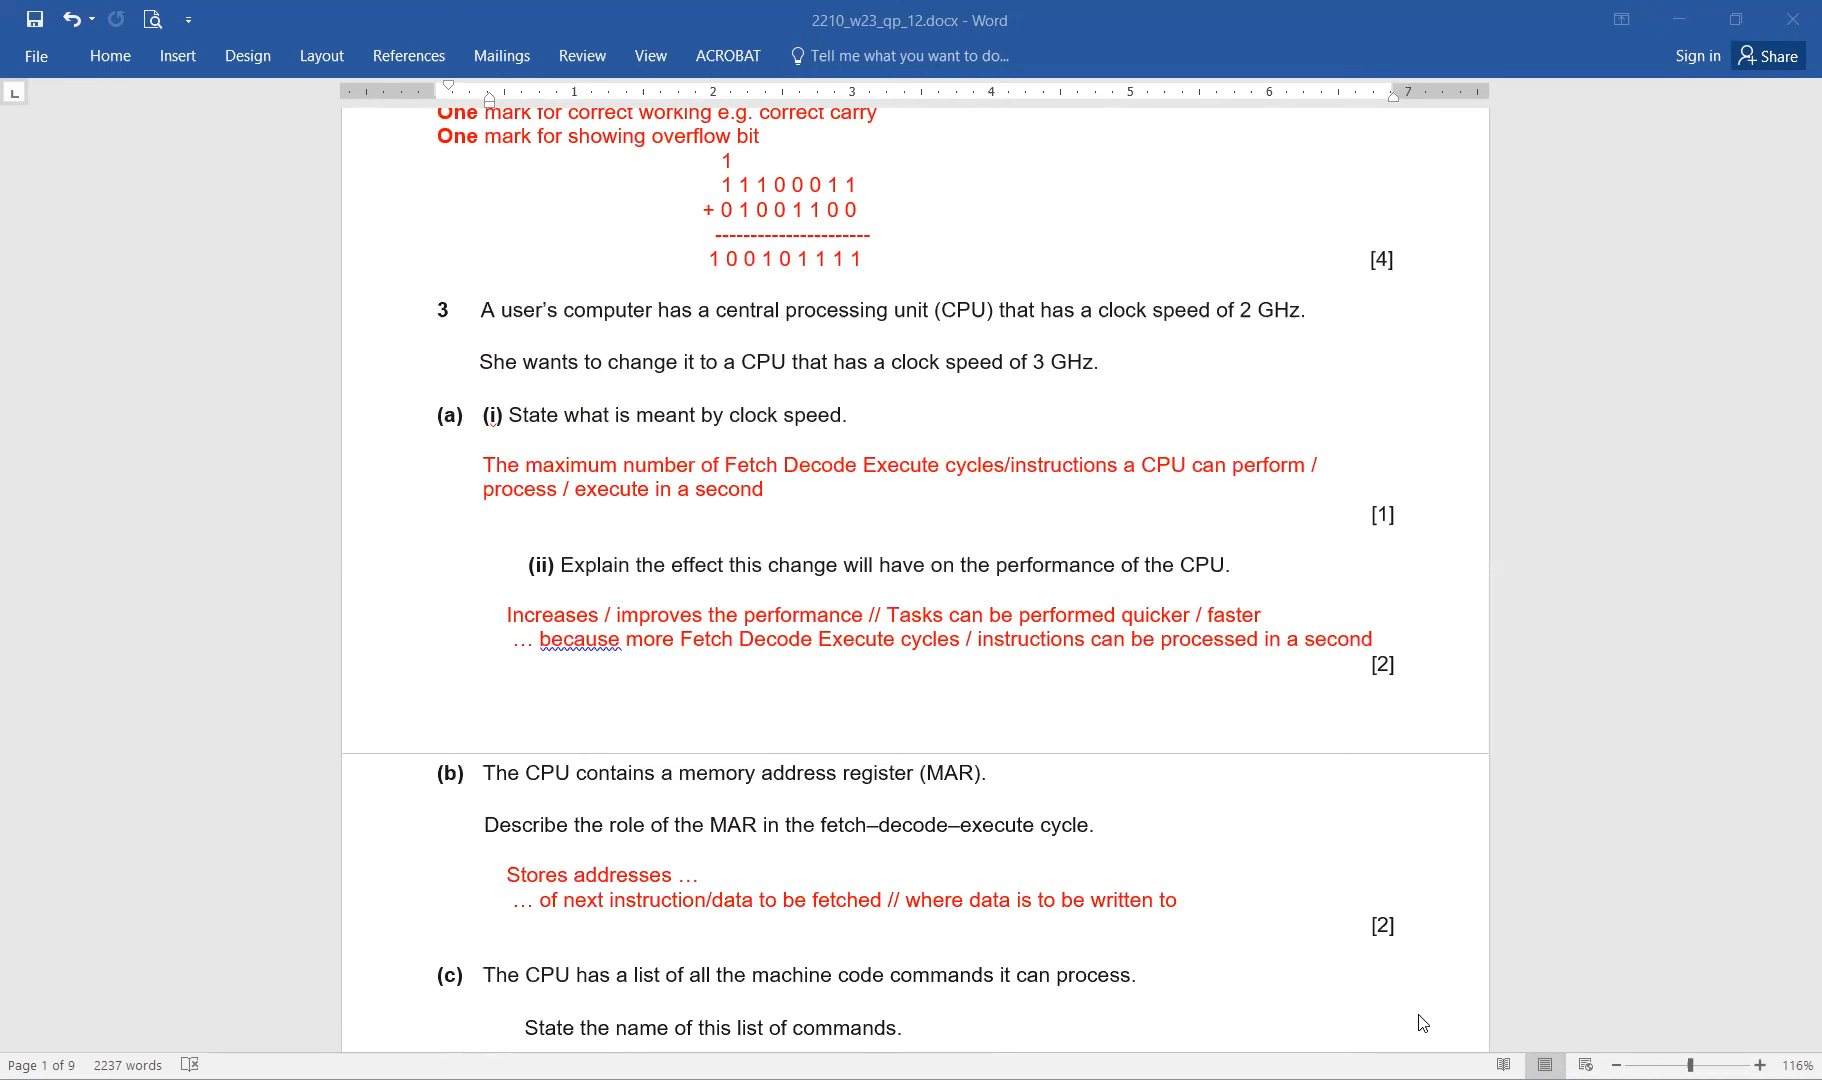 2210_w23_qp_12.docx - Word
File Home Insert Design Layout References Mailings Review View ACROBAT Tell me what you want to do... Sign in Share
L 1 2 3 4 5 6 7
One mark for correct working e.g. correct carry
One mark for showing overflow bit
1
1 1 1 0 0 0 1 1
+ 0 1 0 0 1 1 0 0
----------------------
1 0 0 1 0 1 1 1 1 [4]
3 A user’s computer has a central processing unit (CPU) that has a clock speed of 2 GHz.
She wants to change it to a CPU that has a clock speed of 3 GHz.
(a) (i) State what is meant by clock speed.
The maximum number of Fetch Decode Execute cycles/instructions a CPU can perform /
process / execute in a second
[1]
(ii) Explain the effect this change will have on the performance of the CPU.
Increases / improves the performance // Tasks can be performed quicker / faster
… because more Fetch Decode Execute cycles / instructions can be processed in a second
[2]
(b) The CPU contains a memory address register (MAR).
Describe the role of the MAR in the fetch–decode–execute cycle.
Stores addresses …
… of next instruction/data to be fetched // where data is to be written to
[2]
(c) The CPU has a list of all the machine code commands it can process.
State the name of this list of commands.
Page 1 of 9 2237 words 116%